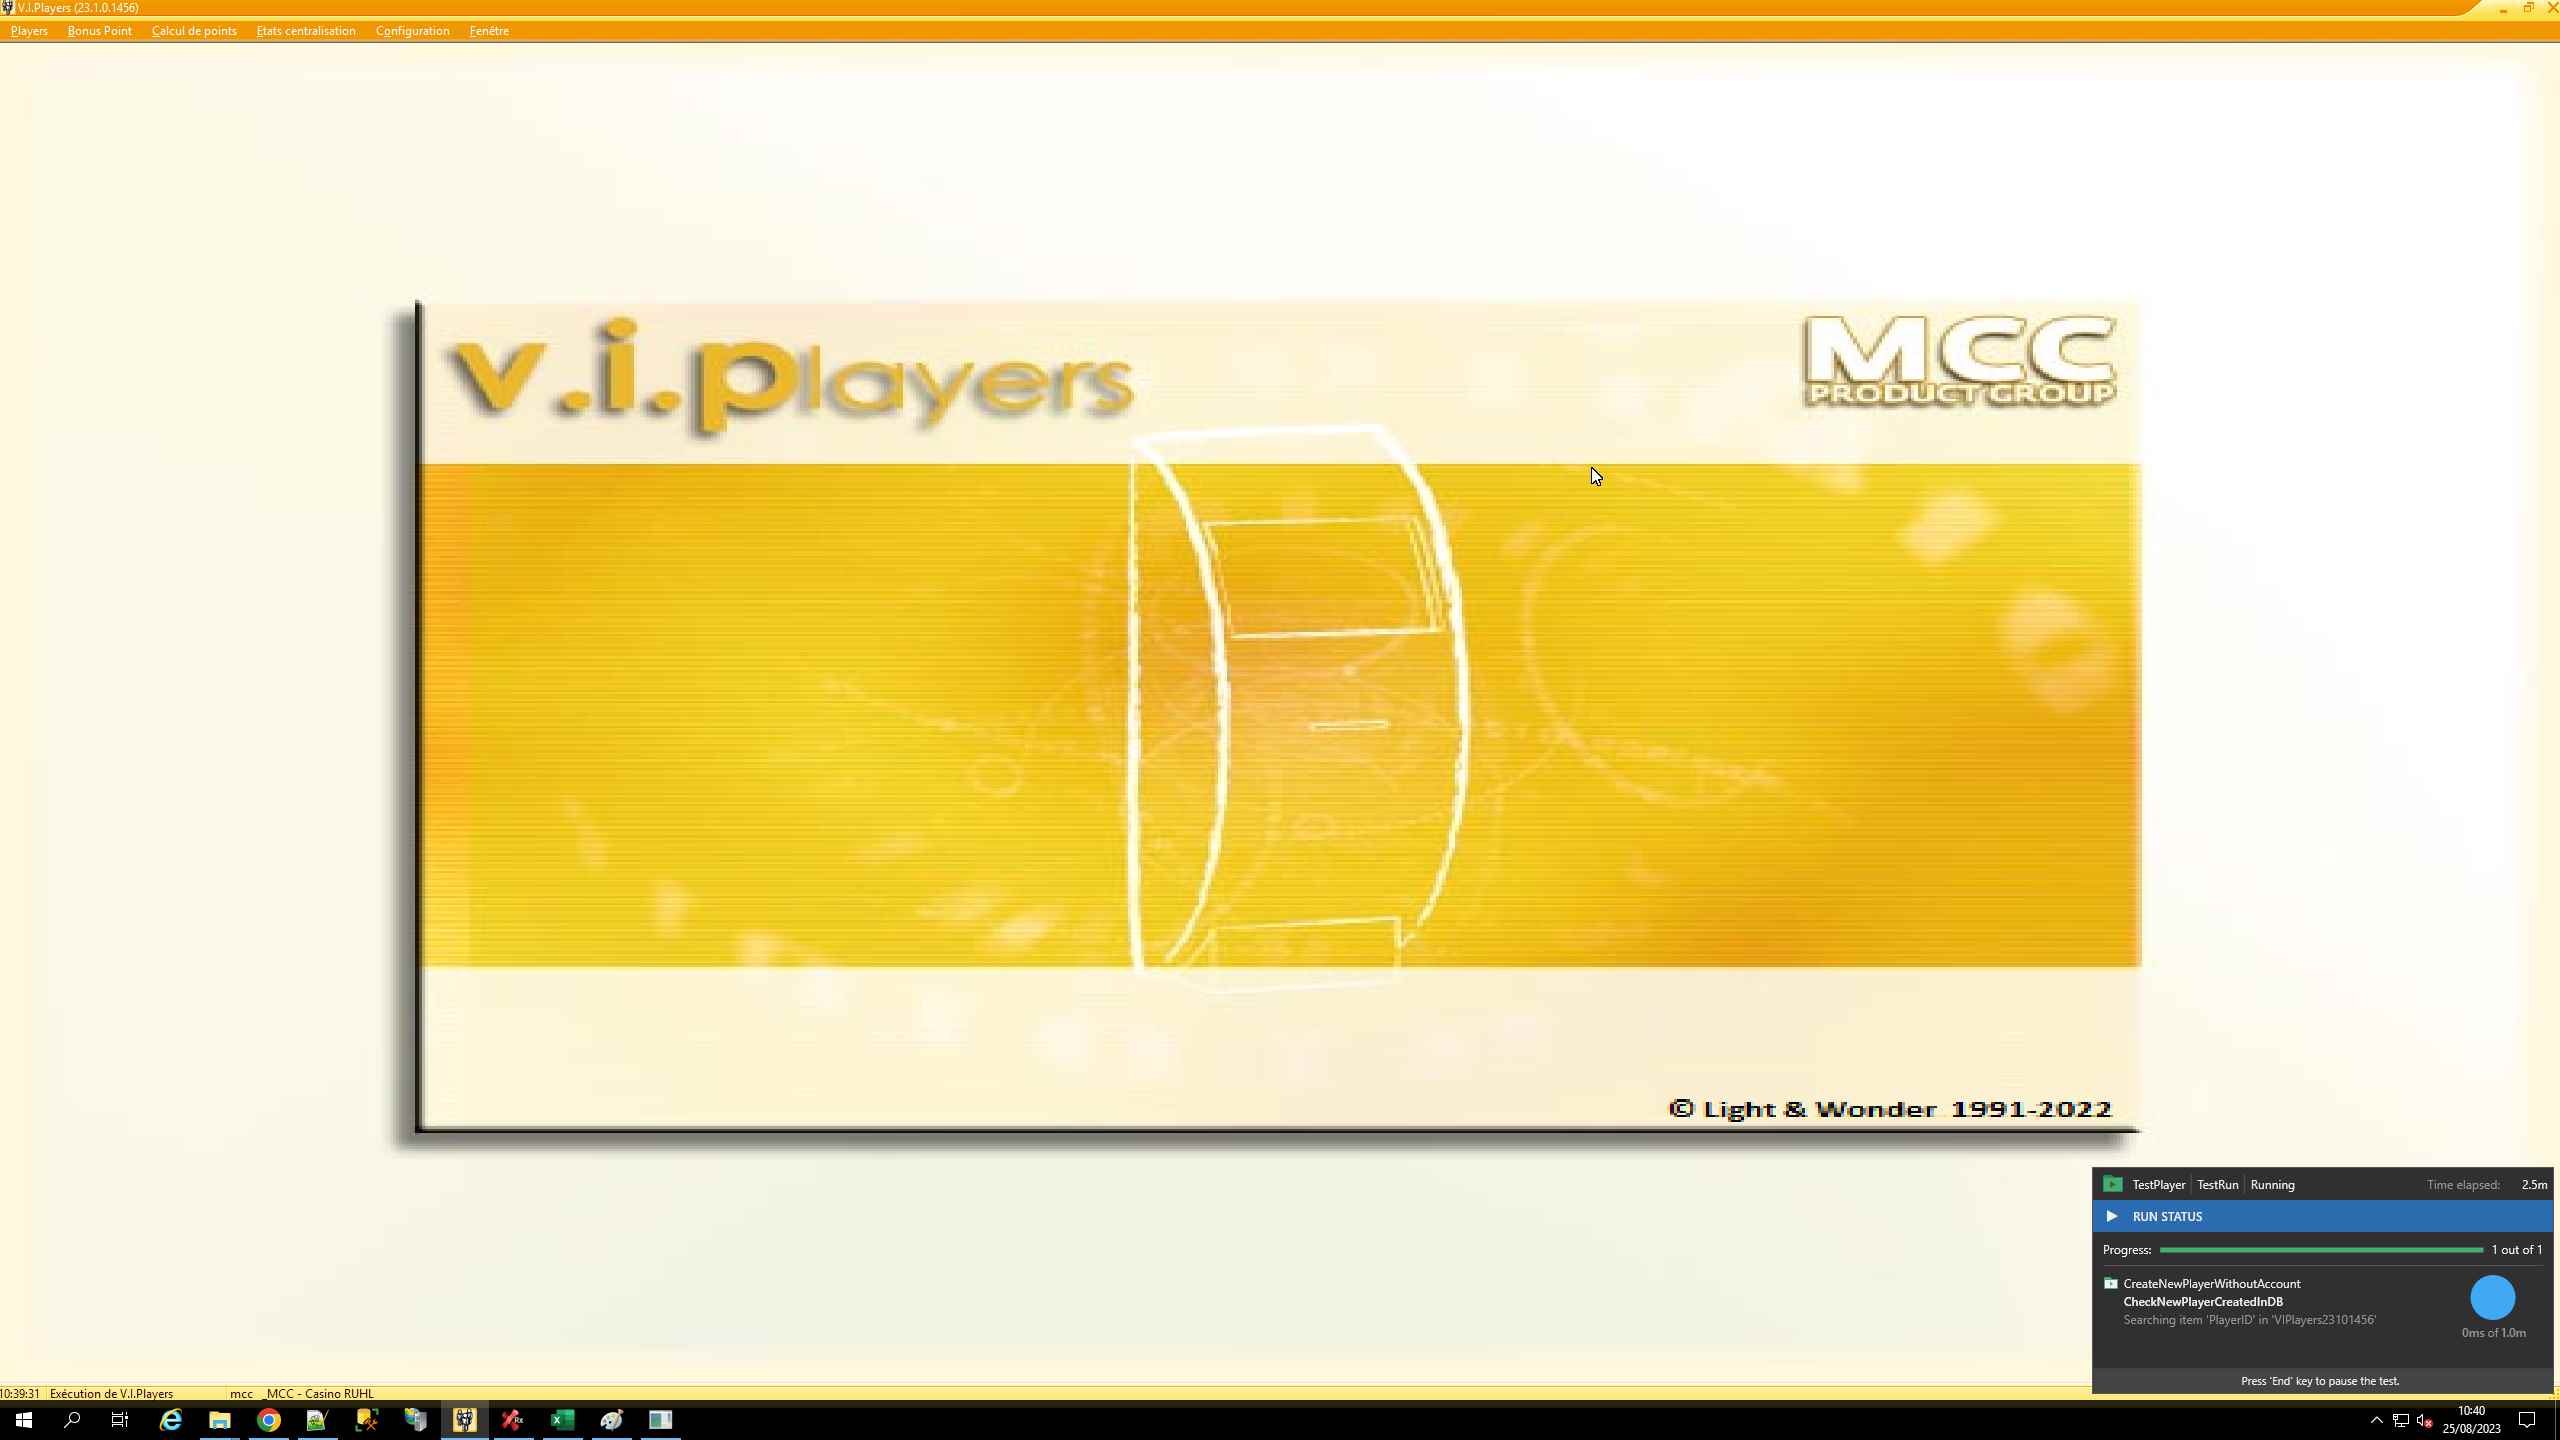 V.I.Players (23.1.0.1456)
Players Bonus Point Calcul de points Etats centralisation Configuration Fenêtre
v.i.players
MCC
PRODUCT GROUP
© Light & Wonder 1991-2022
TestPlayer TestRun Running Time elapsed: 2.5m
RUN STATUS
Progress: 1 out of 1
CreateNewPlayerWithoutAccount
CheckNewPlayerCreatedInDB
Searching item 'PlayerID' in 'VIPlayers23101456'
0ms of 1.0m
Press 'End' key to pause the test.
10:39:31 Exécution de V.I.Players mcc _MCC - Casino RUHL
10:40
25/08/2023